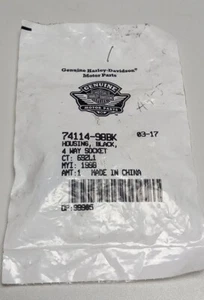 Genuine Harley-Davidson®
Motor Parts
GENUINE
MOTOR PARTS
74114-98BK 03-17
HOUSING, BLACK,
4 WAY SOCKET
CT: 692L1
MYI: 1998
AMT:1 MADE IN CHINA